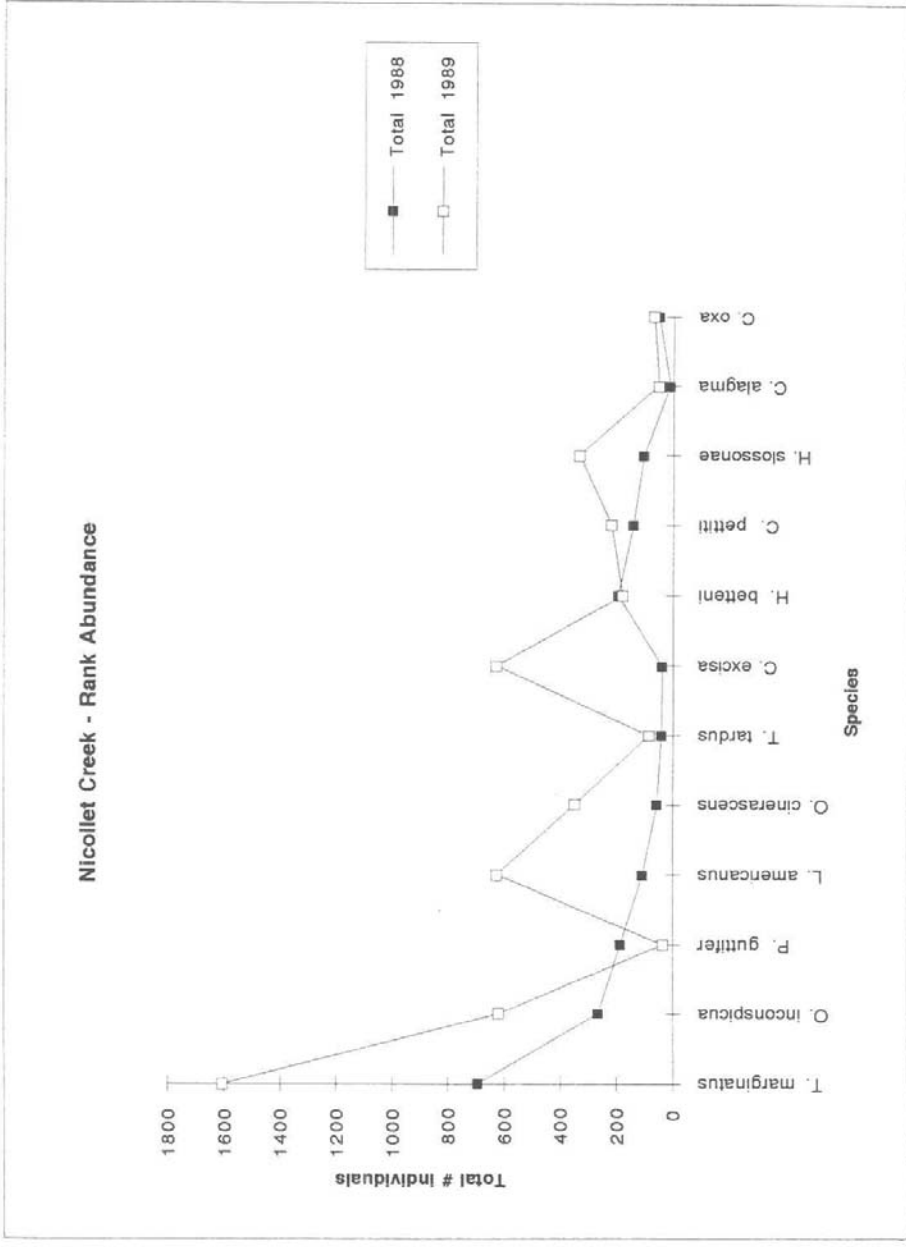 Nicollet Creek - Rank Abundance
Total 1988
Total 1989
Total # individuals
1800
1600
1400
1200
1000
800
600
400
200
0
T. marginatus
O. inconspicua
P. guttifer
L. americanus
O. cinerascens
T. tardus
C. excisa
H. betteni
C. pettiti
H. slossonae
C. alagma
C. oxa
Species